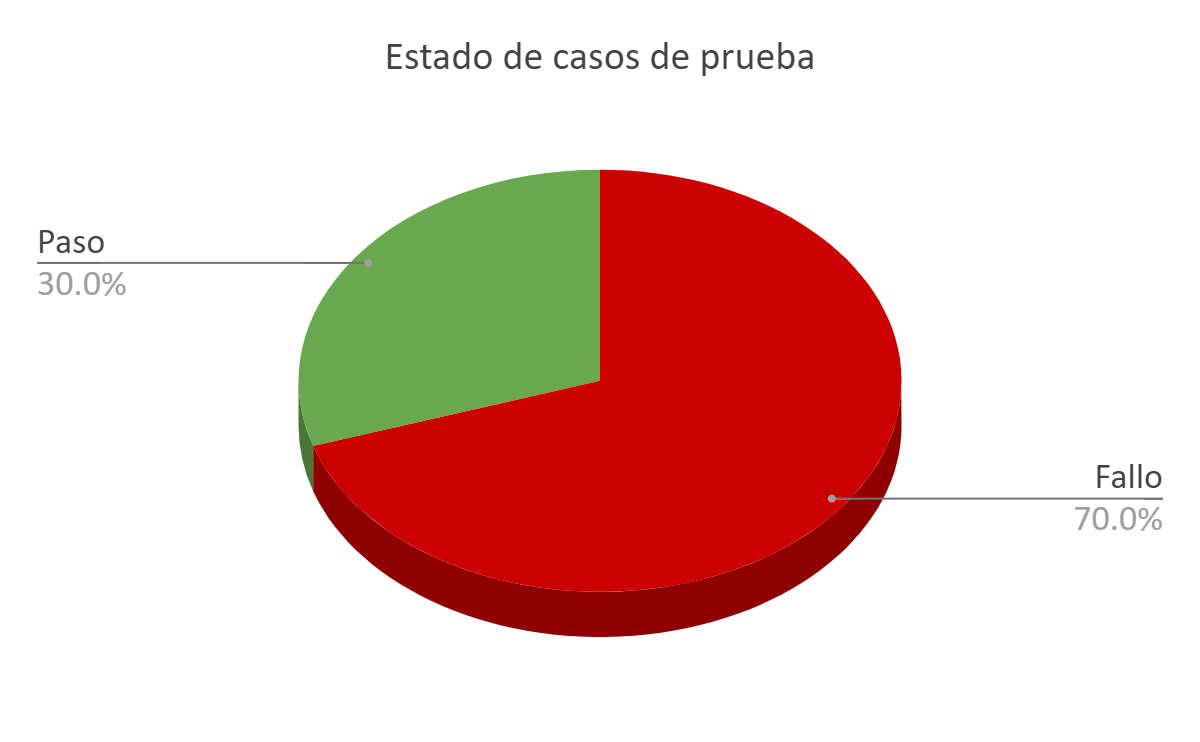 Estado de casos de prueba
Paso
30.0%
Fallo
70.0%